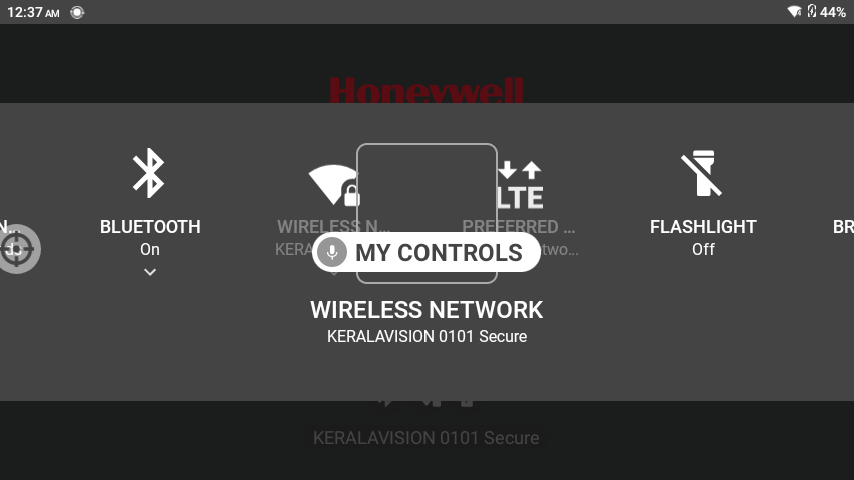 12:37 AM
44%
Honeywell
BLUETOOTH
On
WIRELESS N...
KERA
PREFERRED ...
LTE
two...
FLASHLIGHT
Off
N...
BR
MY CONTROLS
WIRELESS NETWORK
KERALAVISION 0101 Secure
KERALAVISION 0101 Secure